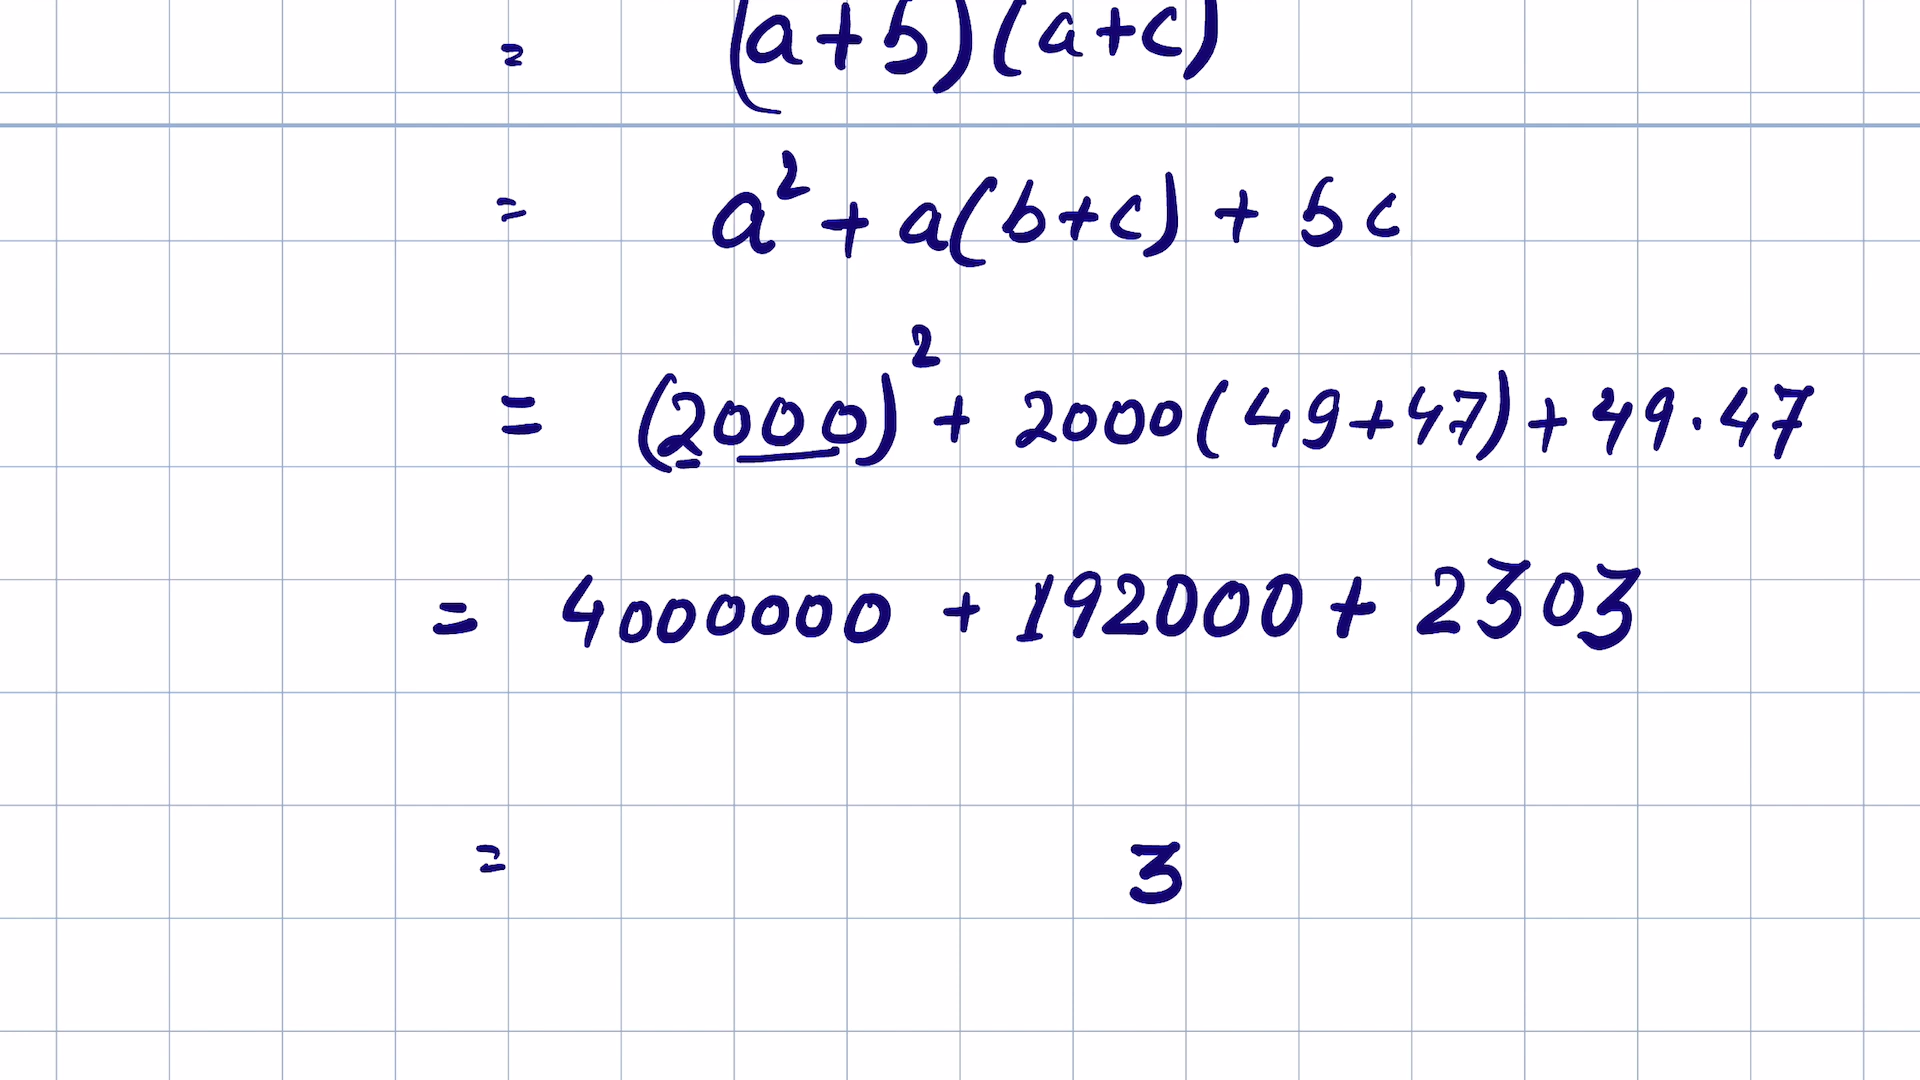 = (a+b)(a+c)
= a² + a(b+c) + bc
= (2000)² + 2000(49+47) + 49.47
= 4000000 + 192000 + 2303
= 3